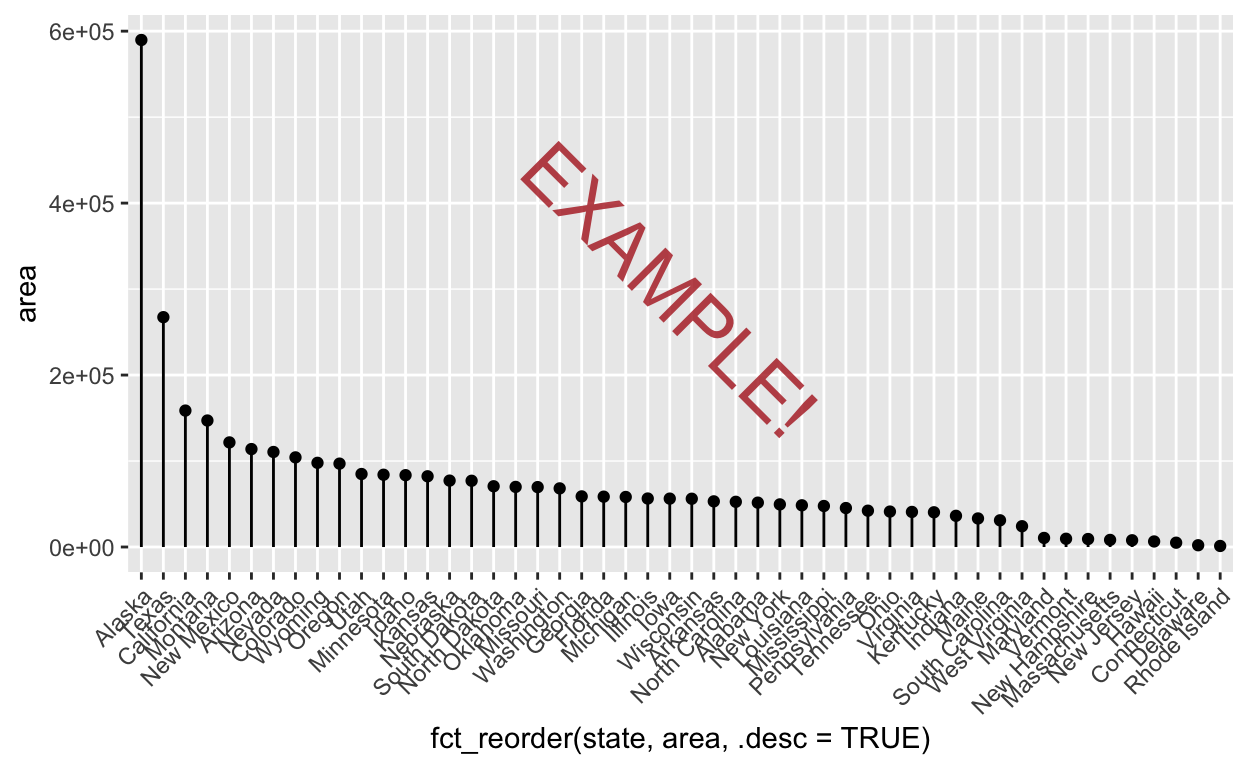 6e+05
4e+05
2e+05
0e+00
area
EXAMPLE!
Alaska
Texas
California
Montana
New Mexico
Arizona
Nevada
Colorado
Wyoming
Oregon
Utah
Minnesota
Idaho
Kansas
Nebraska
South Dakota
North Dakota
Oklahoma
Missouri
Washington
Georgia
Florida
Michigan
Illinois
Iowa
Wisconsin
Arkansas
North Carolina
Alabama
New York
Louisiana
Mississippi
Pennsylvania
Tennessee
Ohio
Virginia
Kentucky
Indiana
Maine
South Carolina
West Virginia
Maryland
Vermont
New Hampshire
Massachusetts
New Jersey
Hawaii
Connecticut
Delaware
Rhode Island
fct_reorder(state, area, .desc = TRUE)